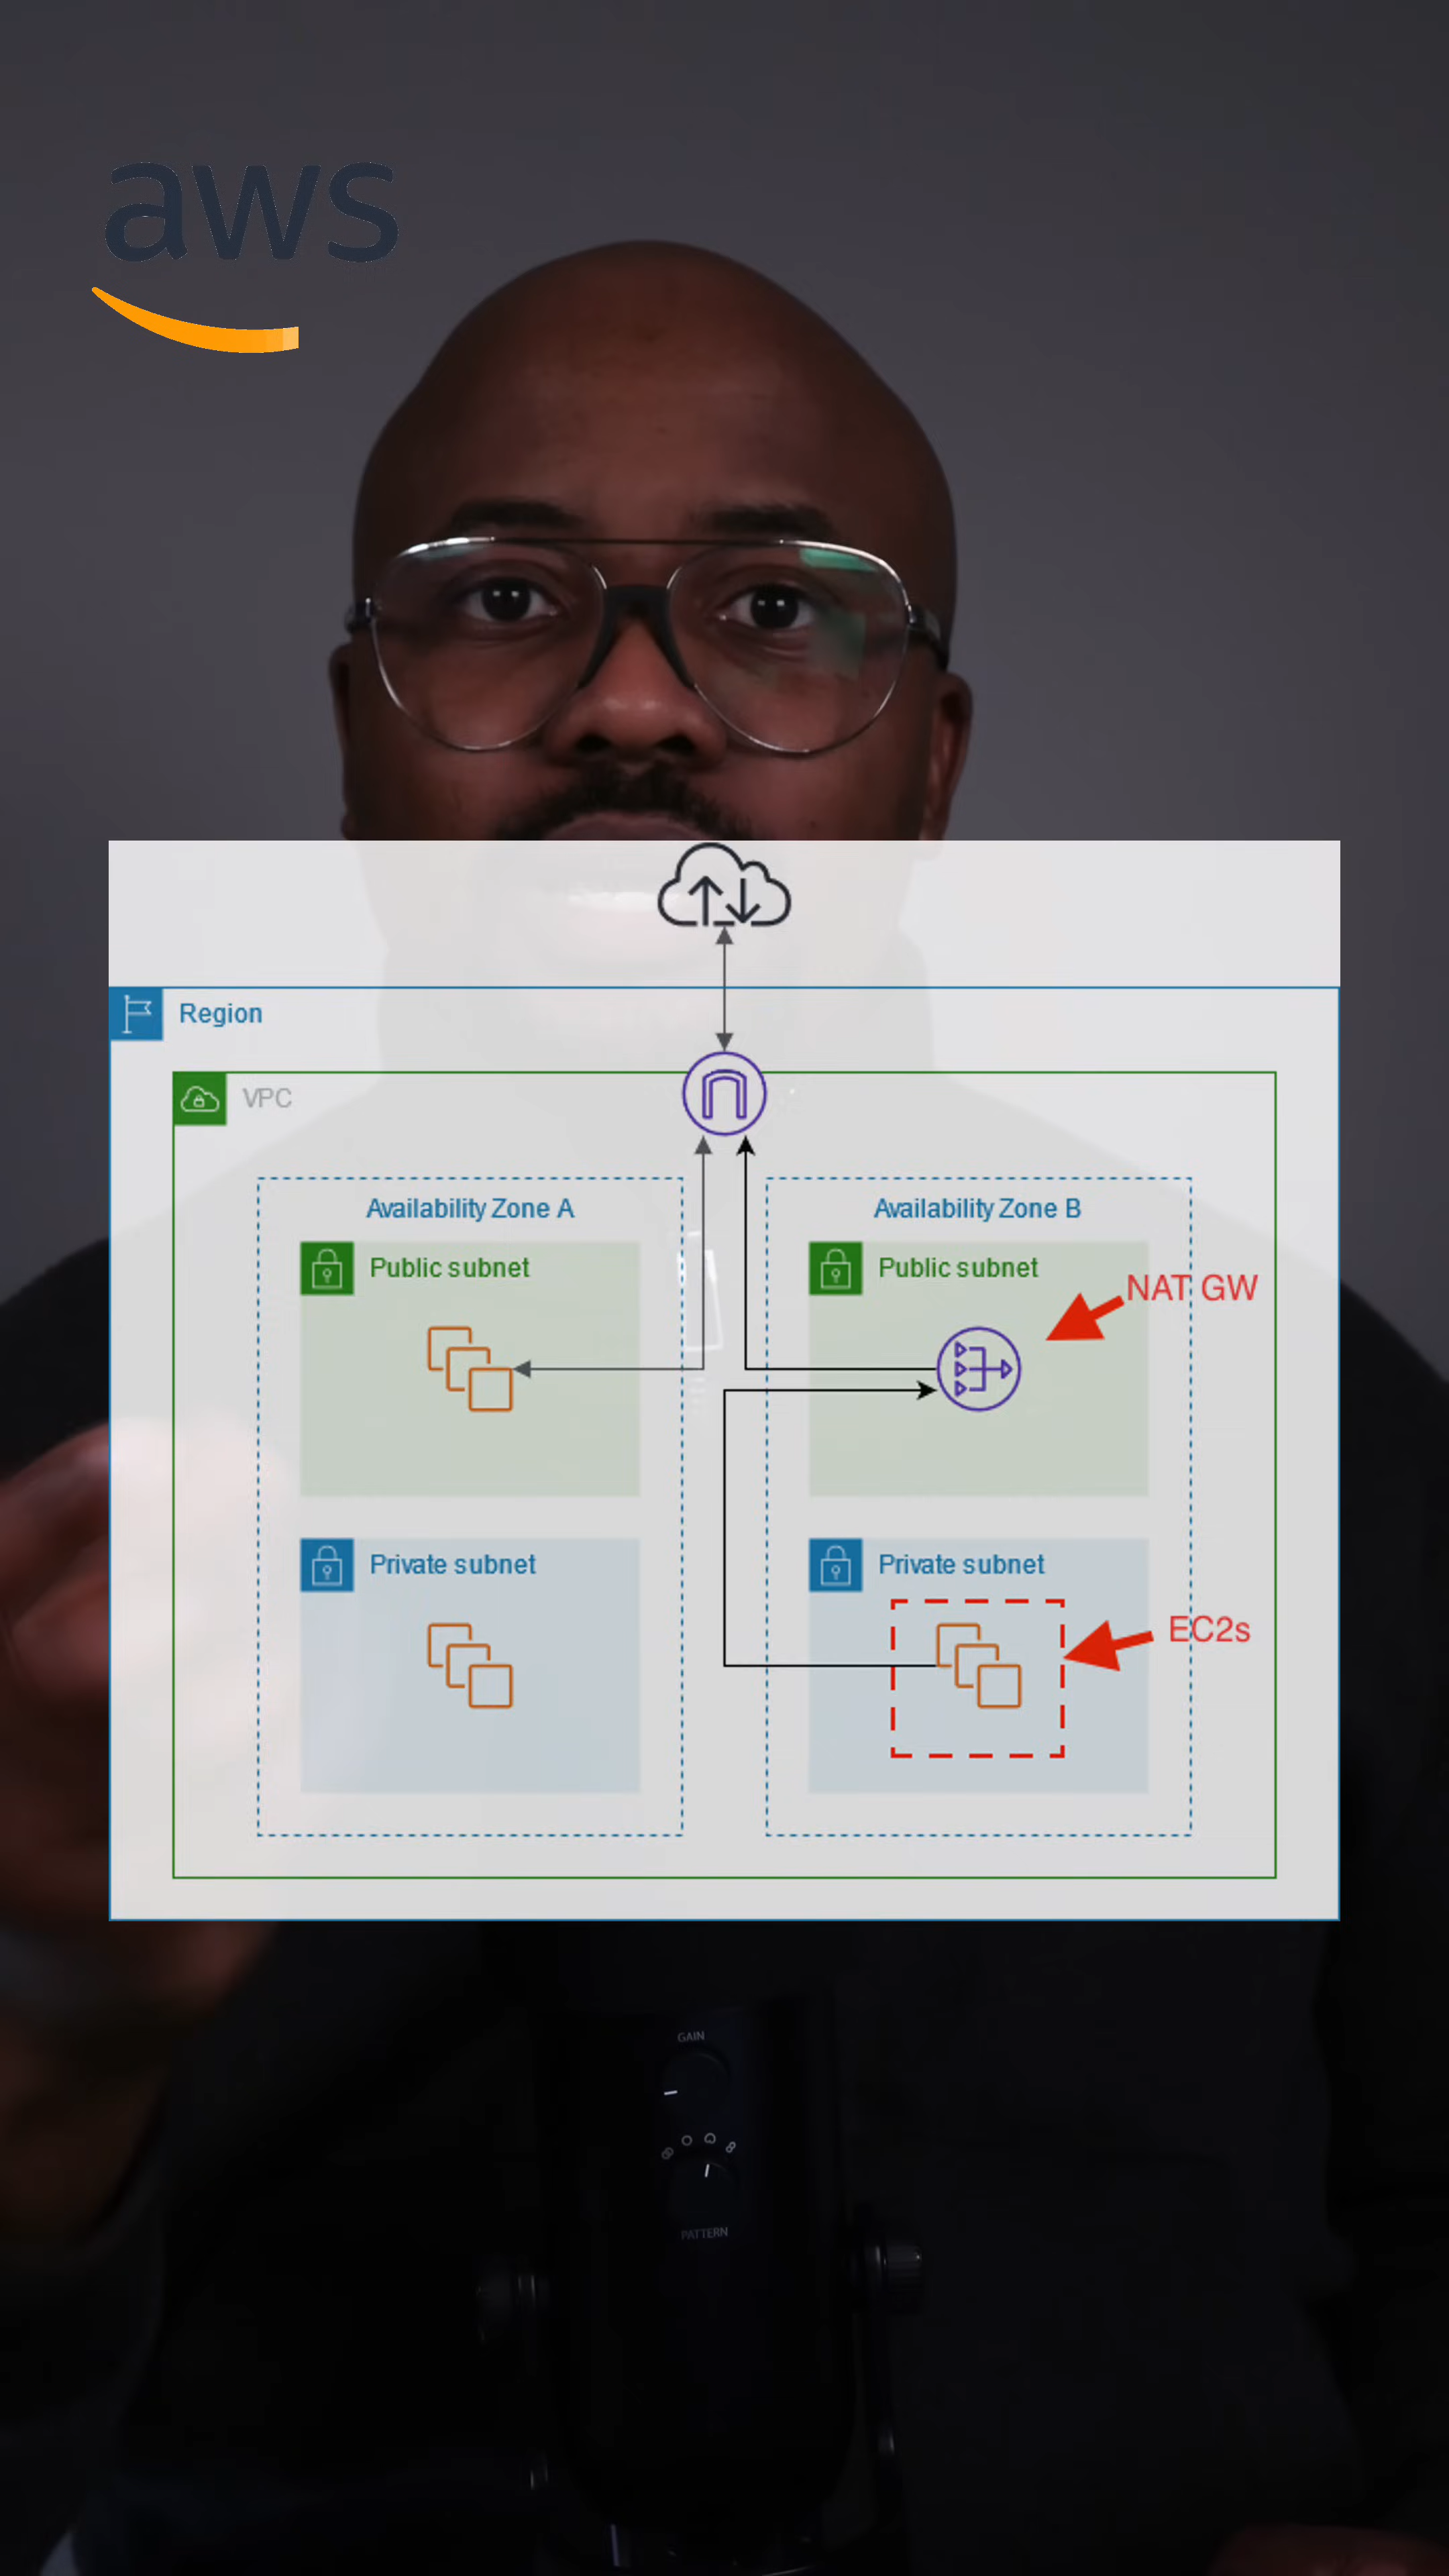 aws
Region
VPC
Availability Zone A
Availability Zone B
Public subnet
Public subnet
NAT GW
Private subnet
Private subnet
EC2s
GAIN
PATTERN